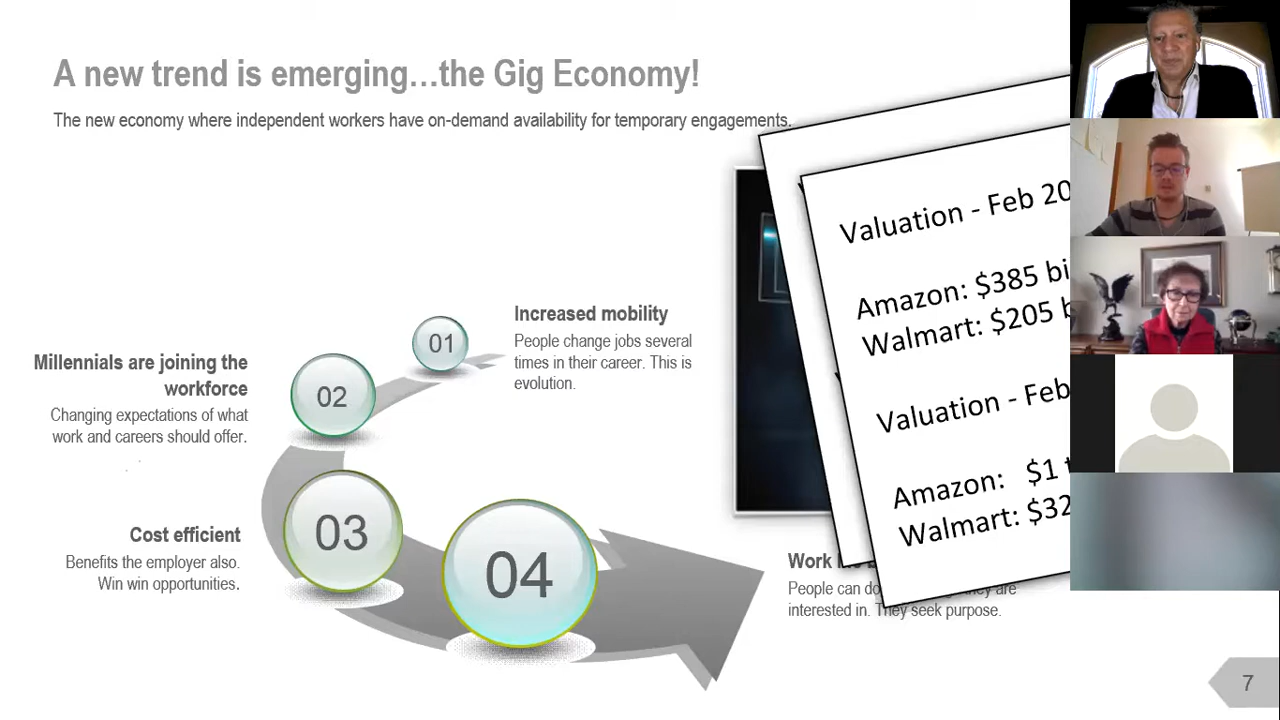 A new trend is emerging...the Gig Economy!
The new economy where independent workers have on-demand availability for temporary engagements.
Valuation - Feb 20
Amazon: $385 bi
Walmart: $205 b
Valuation - Feb
Amazon: $1 t
Walmart: $32
01
Increased mobility
People change jobs several
times in their career. This is
evolution.
02
Millennials are joining the
workforce
Changing expectations of what
work and careers should offer.
03
Cost efficient
Benefits the employer also.
Win win opportunities.
04
Work
People can do
are
interested in. They seek purpose.
7